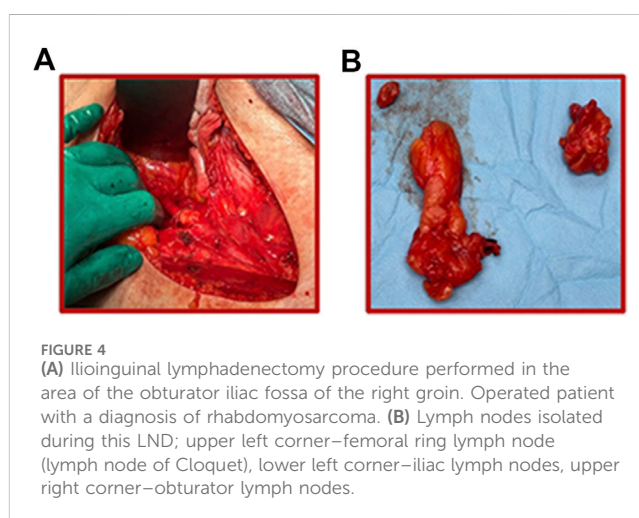 A
B
FIGURE 4
(A) Ilioinguinal lymphadenectomy procedure performed in the
area of the obturator iliac fossa of the right groin. Operated patient
with a diagnosis of rhabdomyosarcoma. (B) Lymph nodes isolated
during this LND; upper left corner–femoral ring lymph node
(lymph node of Cloquet), lower left corner–iliac lymph nodes, upper
right corner–obturator lymph nodes.